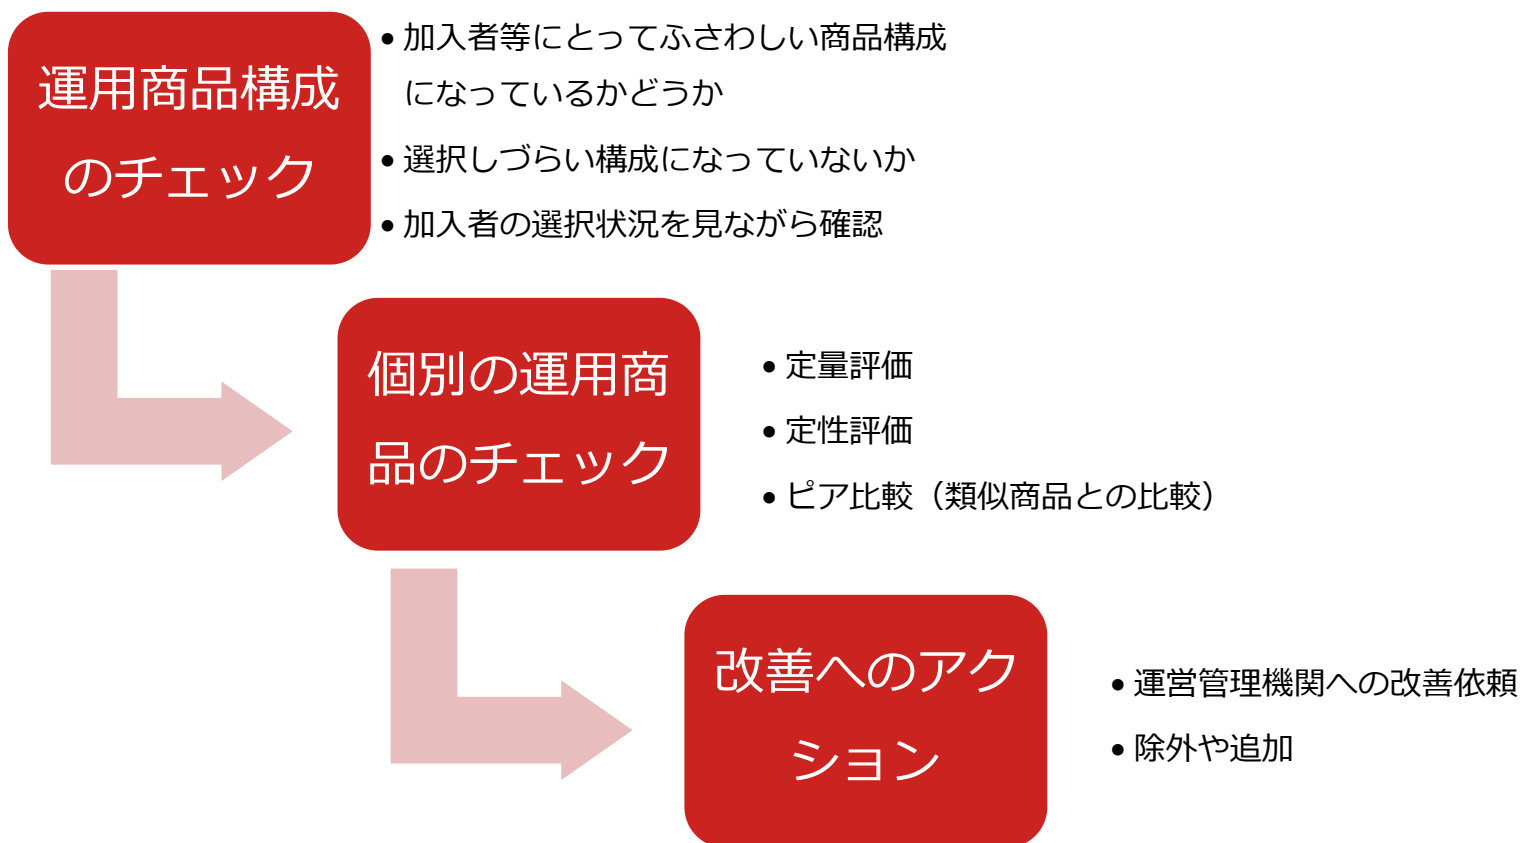 運用商品構成
のチェック
• 加入者等にとってふさわしい商品構成
になっているかどうか
• 選択しづらい構成になっていないか
• 加入者の選択状況を見ながら確認
個別の運用商
品のチェック
• 定量評価
• 定性評価
• ピア比較（類似商品との比較）
改善へのアク
ション
• 運営管理機関への改善依頼
• 除外や追加